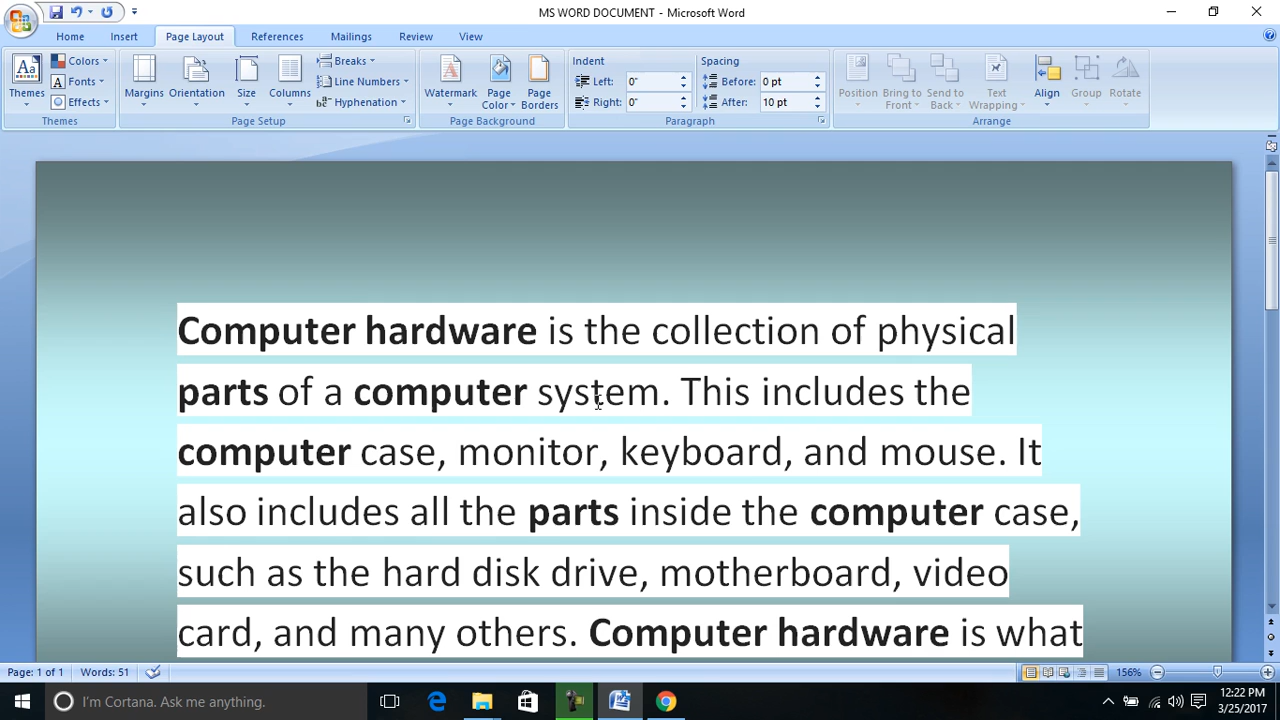 MS WORD DOCUMENT - Microsoft Word
Home Insert Page Layout References Mailings Review View
Aa
Themes
Colors
Fonts
Effects
Themes
Margins
Orientation
Size
Columns
Breaks
Line Numbers
Hyphenation
Page Setup
Watermark
Page
Color
Page
Borders
Page Background
Indent
Left: 0"
Right: 0"
Spacing
Before: 0 pt
After: 10 pt
Paragraph
Position
Bring to
Front
Send to
Back
Text
Wrapping
Align
Group
Rotate
Arrange
Computer hardware is the collection of physical
parts of a computer system. This includes the
computer case, monitor, keyboard, and mouse. It
also includes all the parts inside the computer case,
such as the hard disk drive, motherboard, video
card, and many others. Computer hardware is what
Page: 1 of 1 Words: 51
156%
I'm Cortana. Ask me anything.
12:22 PM
3/25/2017